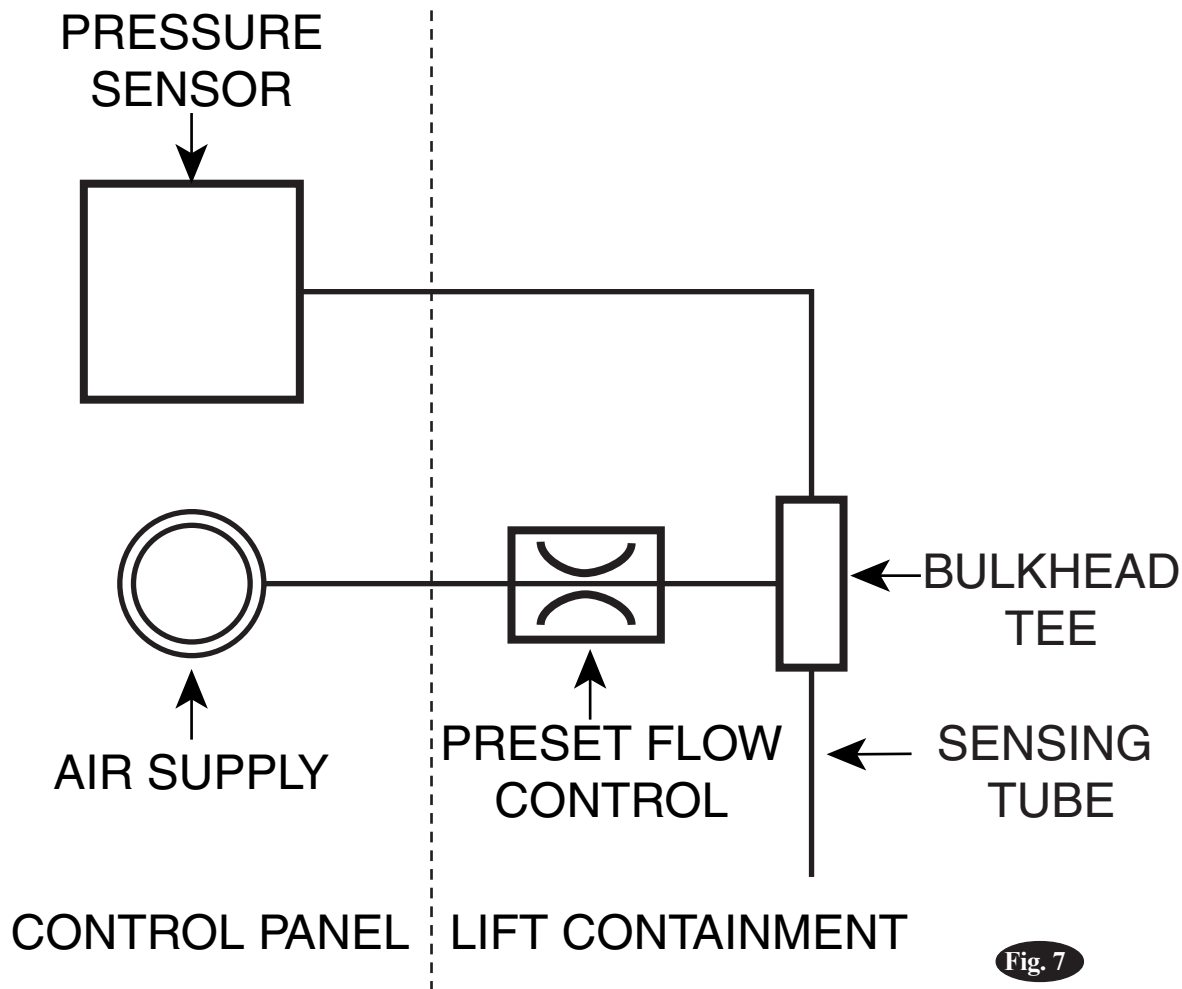 PRESSURE
SENSOR
BULKHEAD
TEE
AIR SUPPLY
PRESET FLOW
CONTROL
SENSING
TUBE
CONTROL PANEL
LIFT CONTAINMENT
Fig. 7